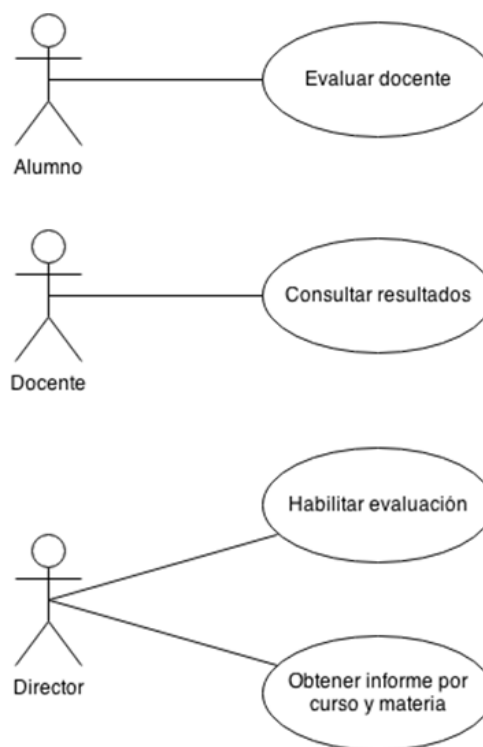 Evaluar docente
Alumno
Consultar resultados
Docente
Habilitar evaluación
Director
Obtener informe por
curso y materia